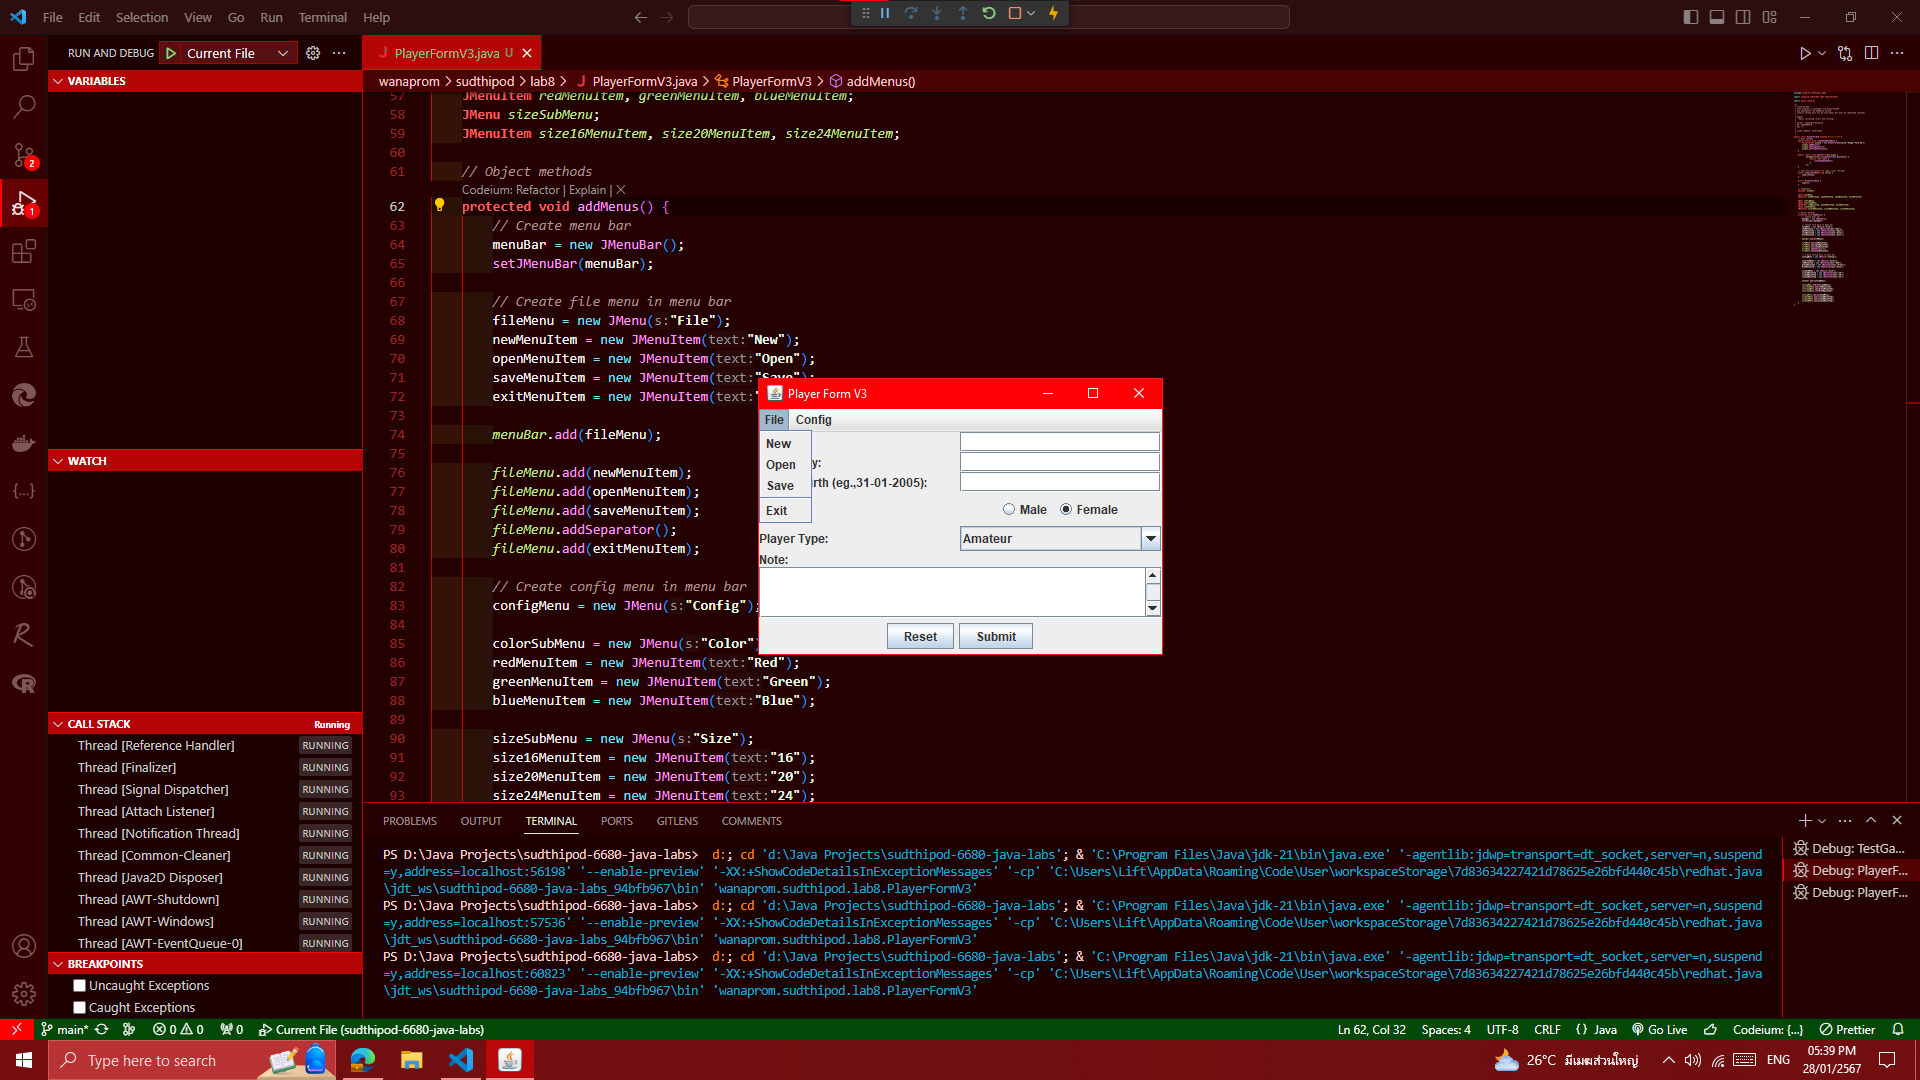 File Edit Selection View Go Run Terminal Help
RUN AND DEBUG Current File
PlayerFormV3.java U
VARIABLES
wanaprom > sudthipod > lab8 > PlayerFormV3.java > PlayerFormV3 > addMenus()
57 JMenuItem redMenuItem, greenMenuItem, blueMenuItem;
58 JMenu sizeSubMenu;
59 JMenuItem size16MenuItem, size20MenuItem, size24MenuItem;
60
61 // Object methods
Codeium: Refactor | Explain | X
62 protected void addMenus() {
63 // Create menu bar
64 menuBar = new JMenuBar();
65 setJMenuBar(menuBar);
66
67 // Create file menu in menu bar
68 fileMenu = new JMenu(s:"File");
69 newMenuItem = new JMenuItem(text:"New");
70 openMenuItem = new JMenuItem(text:"Open");
71 saveMenuItem = new JMenuItem(text:"Save");
72 exitMenuItem = new JMenuItem(text:"
73
74 menuBar.add(fileMenu);
75
76 fileMenu.add(newMenuItem);
77 fileMenu.add(openMenuItem);
78 fileMenu.add(saveMenuItem);
79 fileMenu.addSeparator();
80 fileMenu.add(exitMenuItem);
81
82 // Create config menu in menu bar
83 configMenu = new JMenu(s:"Config");
84
85 colorSubMenu = new JMenu(s:"Color"
86 redMenuItem = new JMenuItem(text:"Red");
87 greenMenuItem = new JMenuItem(text:"Green");
88 blueMenuItem = new JMenuItem(text:"Blue");
89
90 sizeSubMenu = new JMenu(s:"Size");
91 size16MenuItem = new JMenuItem(text:"16");
92 size20MenuItem = new JMenuItem(text:"20");
93 size24MenuItem = new JMenuItem(text:"24");
Player Form V3
File Config
New
Open y:
Save irth (eg.,31-01-2005):
Exit
Male Female
Player Type: Amateur
Note:
Reset Submit
WATCH
CALL STACK Running
Thread [Reference Handler] RUNNING
Thread [Finalizer] RUNNING
Thread [Signal Dispatcher] RUNNING
Thread [Attach Listener] RUNNING
Thread [Notification Thread] RUNNING
Thread [Common-Cleaner] RUNNING
Thread [Java2D Disposer] RUNNING
Thread [AWT-Shutdown] RUNNING
Thread [AWT-Windows] RUNNING
Thread [AWT-EventQueue-0] RUNNING
BREAKPOINTS
Uncaught Exceptions
Caught Exceptions
2
1
PROBLEMS OUTPUT TERMINAL PORTS GITLENS COMMENTS
PS D:\Java Projects\sudthipod-6680-java-labs> d:; cd 'd:\Java Projects\sudthipod-6680-java-labs'; & 'C:\Program Files\Java\jdk-21\bin\java.exe' '-agentlib:jdwp=transport=dt_socket,server=n,suspend
=y,address=localhost:56198' '--enable-preview' '-XX:+ShowCodeDetailsInExceptionMessages' '-cp' 'C:\Users\Lift\AppData\Roaming\Code\User\workspaceStorage\7d83634227421d78625e26bfd440c45b\redhat.java
\jdt_ws\sudthipod-6680-java-labs_94bfb967\bin' 'wanaprom.sudthipod.lab8.PlayerFormV3'
PS D:\Java Projects\sudthipod-6680-java-labs> d:; cd 'd:\Java Projects\sudthipod-6680-java-labs'; & 'C:\Program Files\Java\jdk-21\bin\java.exe' '-agentlib:jdwp=transport=dt_socket,server=n,suspend
=y,address=localhost:57536' '--enable-preview' '-XX:+ShowCodeDetailsInExceptionMessages' '-cp' 'C:\Users\Lift\AppData\Roaming\Code\User\workspaceStorage\7d83634227421d78625e26bfd440c45b\redhat.java
\jdt_ws\sudthipod-6680-java-labs_94bfb967\bin' 'wanaprom.sudthipod.lab8.PlayerFormV3'
PS D:\Java Projects\sudthipod-6680-java-labs> d:; cd 'd:\Java Projects\sudthipod-6680-java-labs'; & 'C:\Program Files\Java\jdk-21\bin\java.exe' '-agentlib:jdwp=transport=dt_socket,server=n,suspend
=y,address=localhost:60823' '--enable-preview' '-XX:+ShowCodeDetailsInExceptionMessages' '-cp' 'C:\Users\Lift\AppData\Roaming\Code\User\workspaceStorage\7d83634227421d78625e26bfd440c45b\redhat.java
\jdt_ws\sudthipod-6680-java-labs_94bfb967\bin' 'wanaprom.sudthipod.lab8.PlayerFormV3'
Debug: TestGa...
Debug: PlayerF...
Debug: PlayerF...
main* 0 0 0 Current File (sudthipod-6680-java-labs) Ln 62, Col 32 Spaces: 4 UTF-8 CRLF {} Java Go Live Codeium: {...} Prettier
Type here to search 26°C มีเมฆส่วนใหญ่ ENG 05:39 PM
28/01/2567